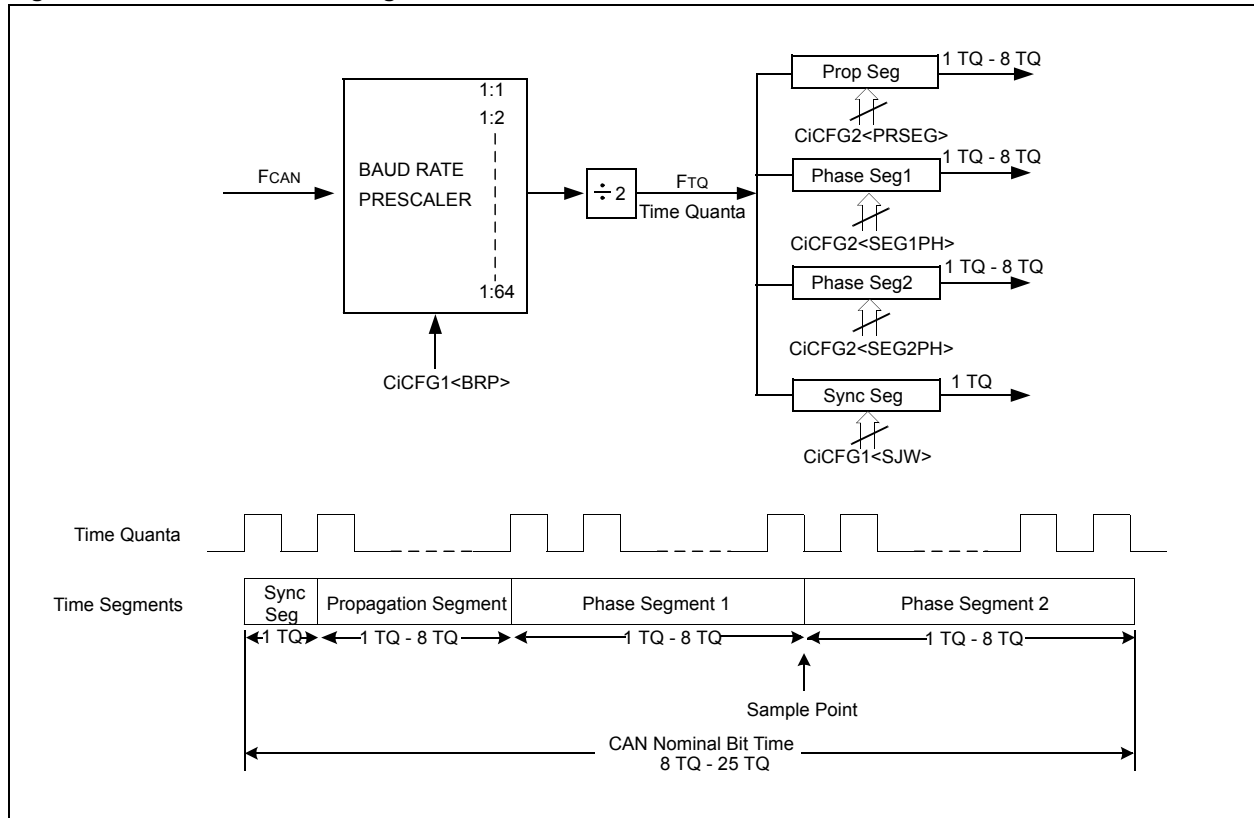 1:1
1:2
1:64
BAUD RATE
PRESCALER
FCAN
CiCFG1<BRP>
÷ 2
FTQ
Time Quanta
Prop Seg
1 TQ - 8 TQ
CiCFG2<PRSEG>
Phase Seg1
1 TQ - 8 TQ
CiCFG2<SEG1PH>
Phase Seg2
1 TQ - 8 TQ
CiCFG2<SEG2PH>
Sync Seg
1 TQ
CiCFG1<SJW>
Time Quanta
Time Segments
Sync
Seg
Propagation Segment
Phase Segment 1
Phase Segment 2
1 TQ
1 TQ - 8 TQ
1 TQ - 8 TQ
1 TQ - 8 TQ
Sample Point
CAN Nominal Bit Time
8 TQ - 25 TQ